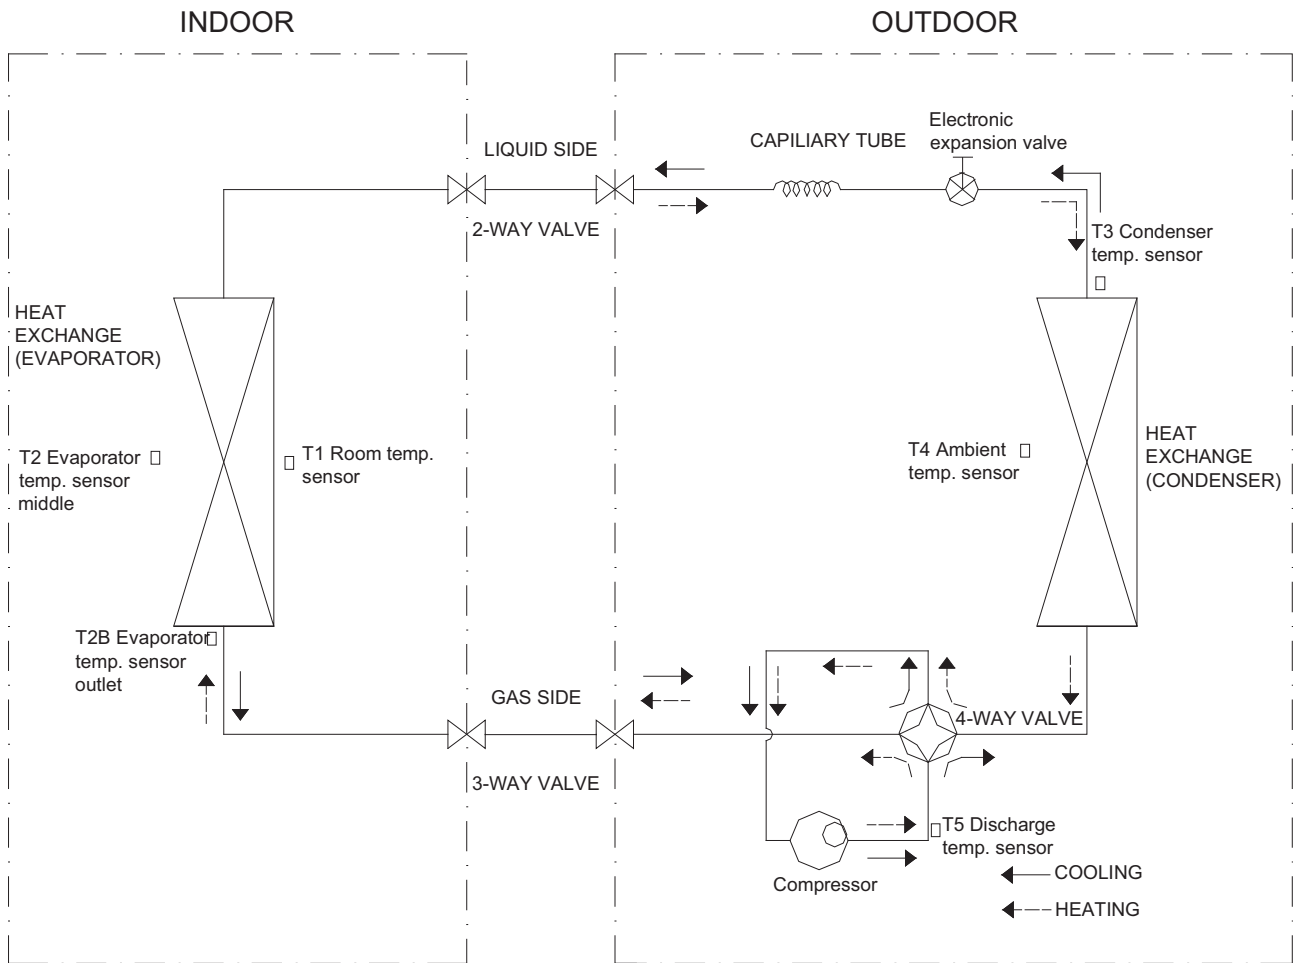 INDOOR
OUTDOOR
Electronic
expansion valve
CAPILIARY TUBE
LIQUID SIDE
2-WAY VALVE
T3 Condenser
temp. sensor
HEAT
EXCHANGE
(EVAPORATOR)
T2 Evaporator
temp. sensor
middle
T1 Room temp.
sensor
T4 Ambient
temp. sensor
HEAT
EXCHANGE
(CONDENSER)
T2B Evaporator
temp. sensor
outlet
GAS SIDE
3-WAY VALVE
4-WAY VALVE
T5 Discharge
temp. sensor
Compressor
COOLING
HEATING